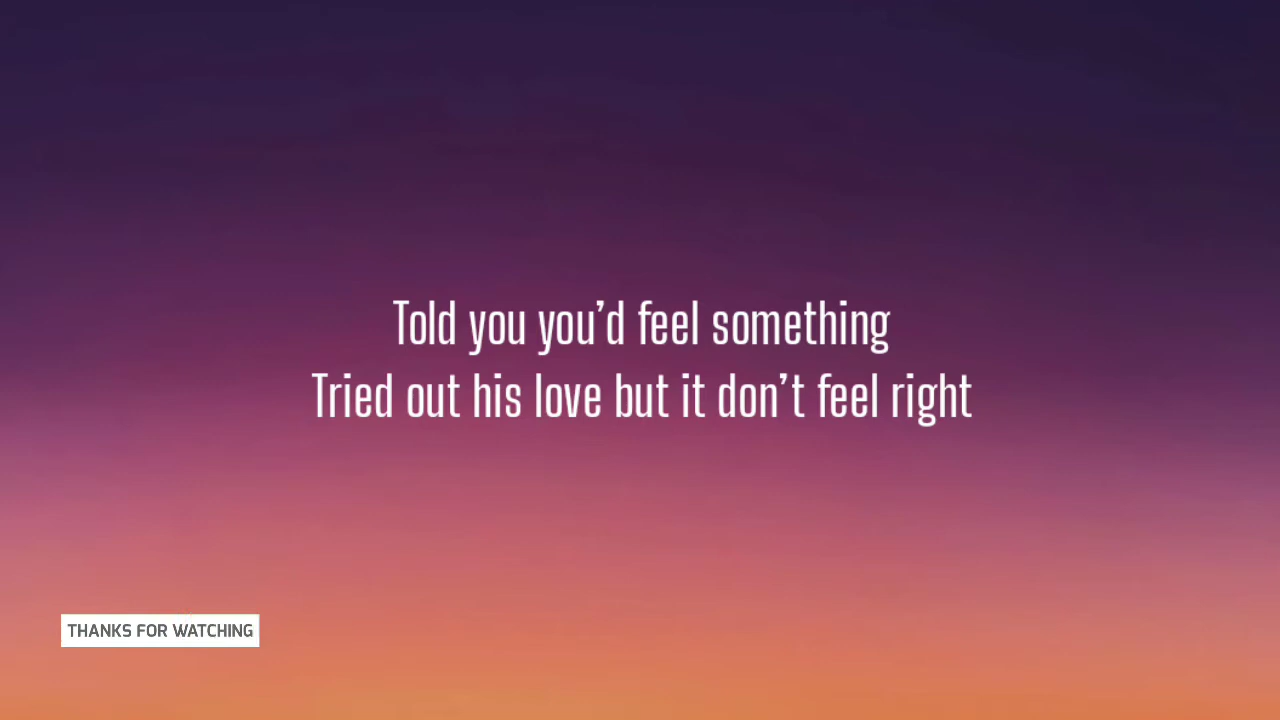 Told you you’d feel something
Tried out his love but it don’t feel right
THANKS FOR WATCHING